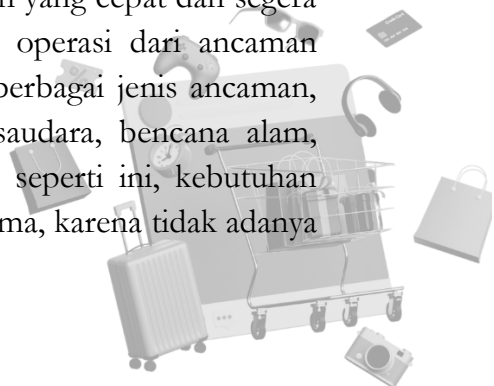 yang cepat dan segera
operasi dari ancaman
berbagai jenis ancaman,
saudara, bencana alam,
seperti ini, kebutuhan
karena tidak adanya